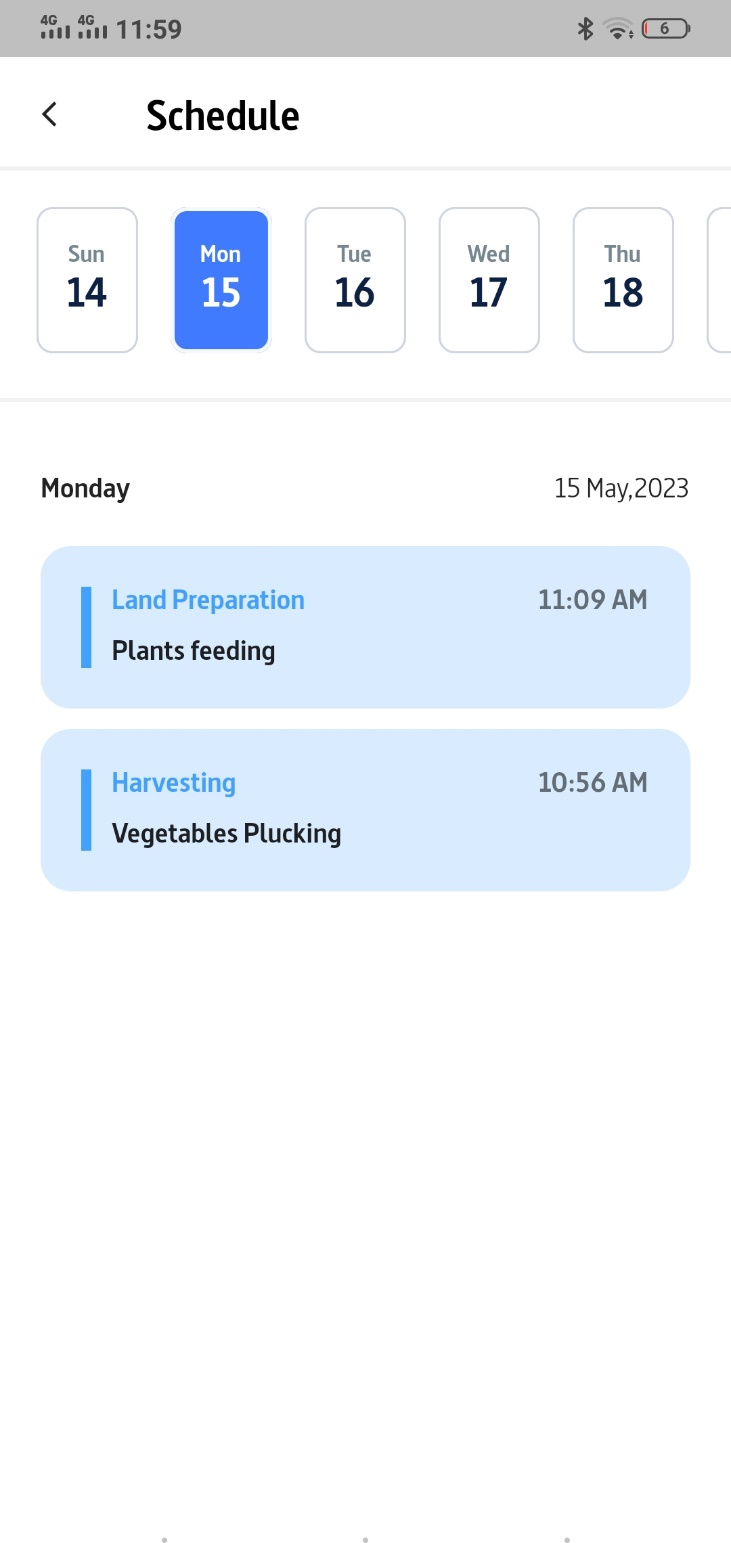 4G 4G 11:59 6
Schedule
Sun Mon Tue Wed Thu
14 15 16 17 18
Monday 15 May,2023
Land Preparation 11:09 AM
Plants feeding
Harvesting 10:56 AM
Vegetables Plucking